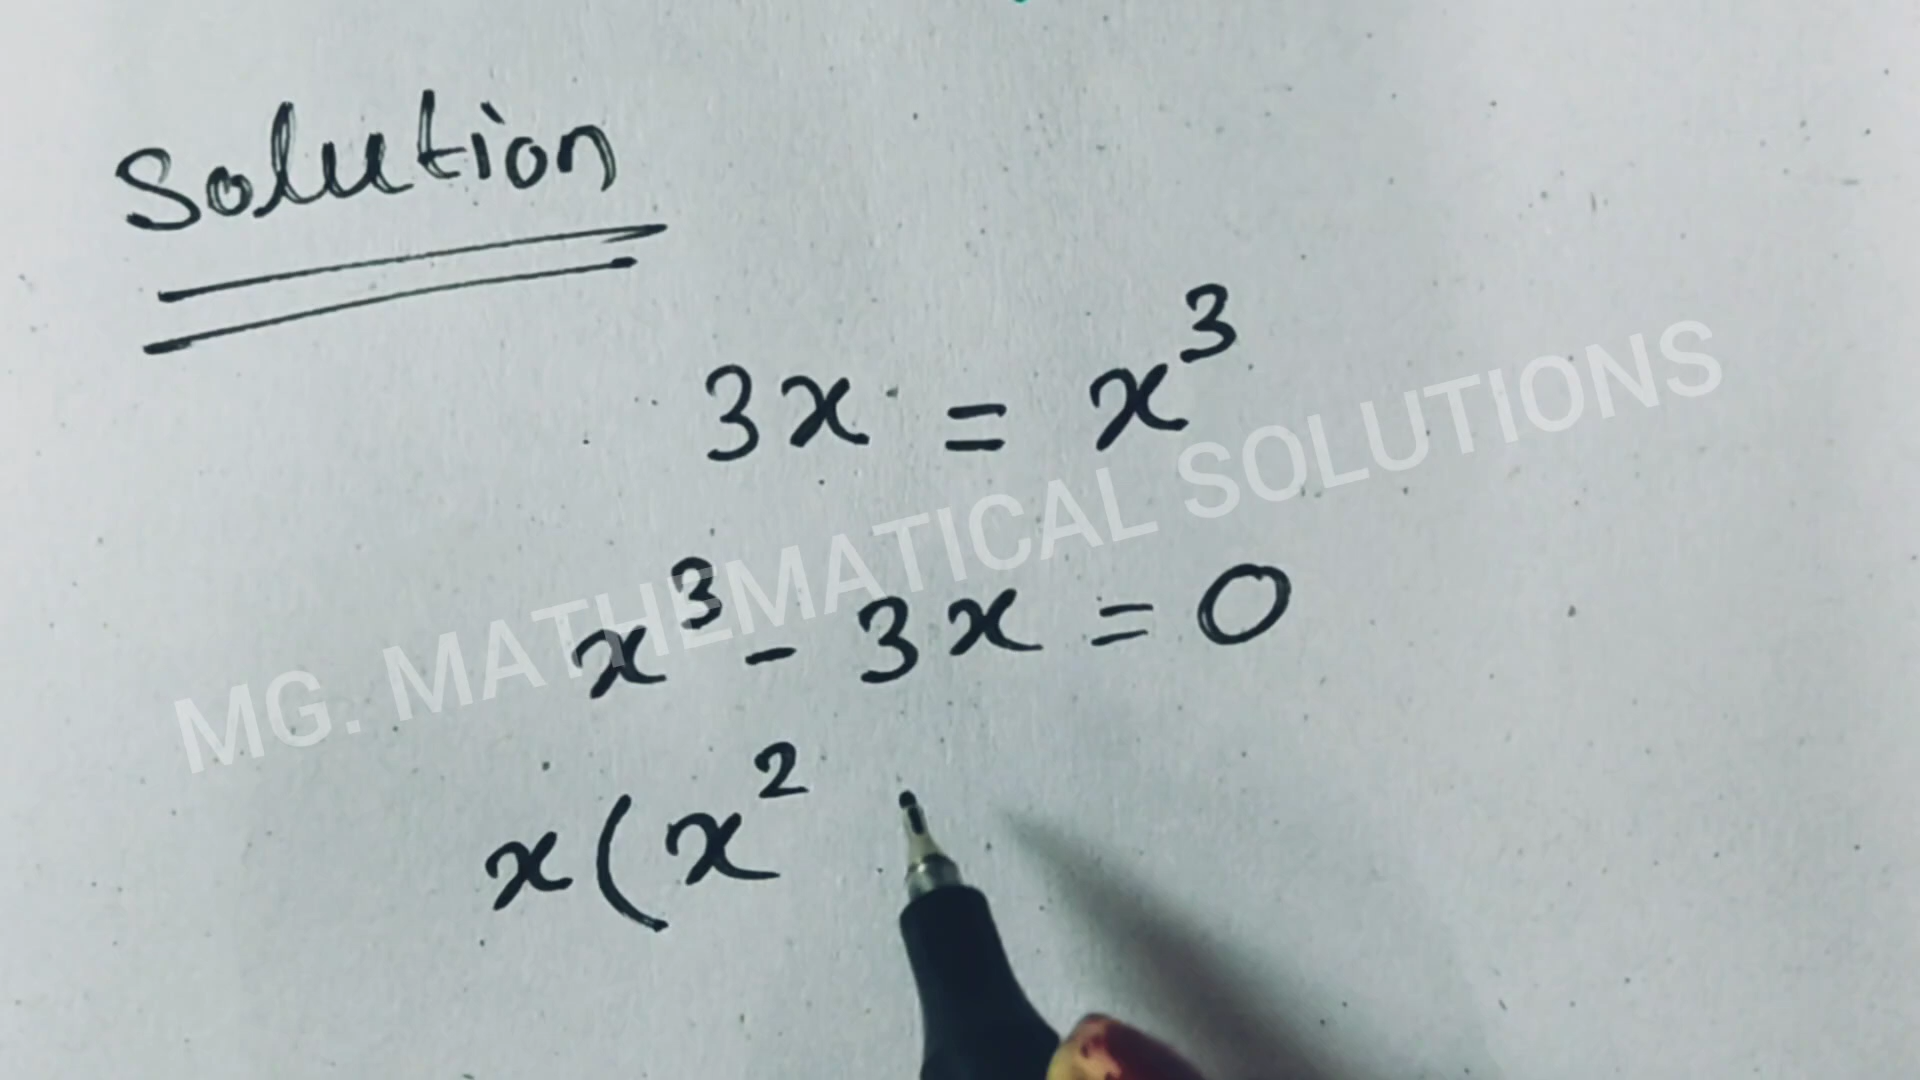 Solution
3x = x³
x³ - 3x = 0
x(x²
MG. MATHEMATICAL SOLUTIONS